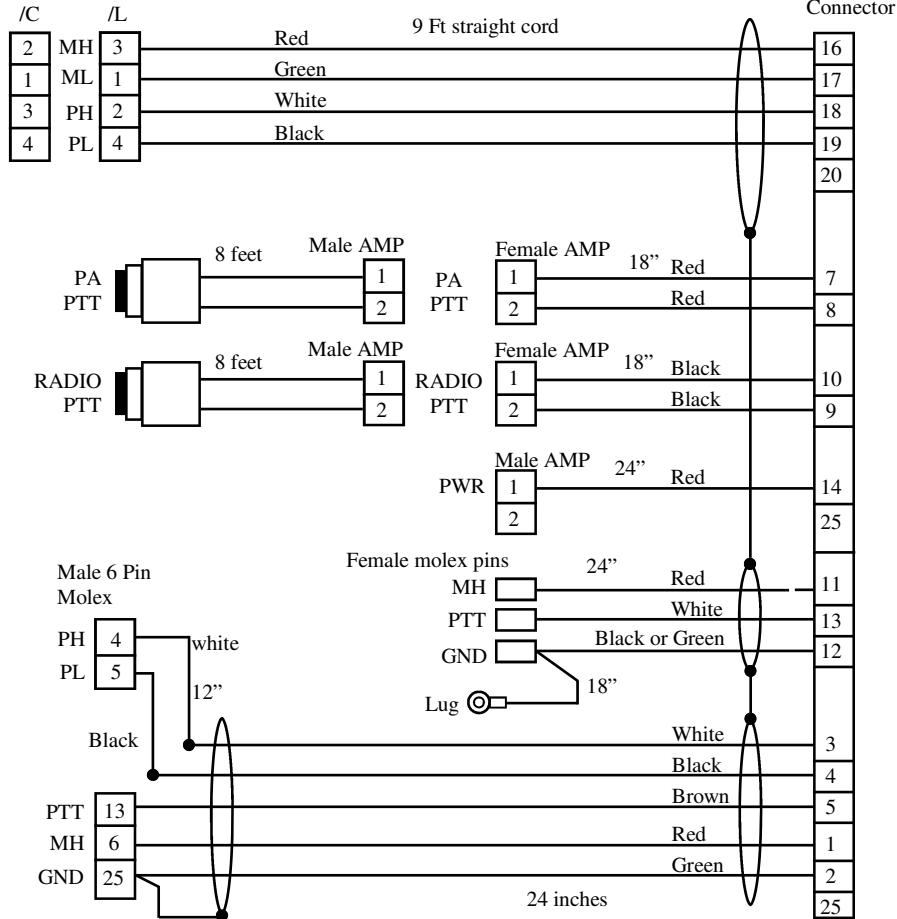 /C /L Connector
9 Ft straight cord
2 MH 3 Red 16
1 ML 1 Green 17
3 PH 2 White 18
4 PL 4 Black 19
20
8 feet Male AMP Female AMP
PA PTT 1 PA PTT 1 18” Red 7
2 2 Red 8
8 feet Male AMP Female AMP
RADIO PTT 1 RADIO PTT 1 18” Black 10
2 2 Black 9
Male AMP
PWR 1 24” Red 14
2 25
Female molex pins
MH 24” Red 11
PTT White 13
GND Black or Green 12
Lug 18”
Male 6 Pin
Molex
PH 4 white
PL 5
12”
Black
White 3
Black 4
PTT 13 Brown 5
MH 6 Red 1
GND 25 Green 2
24 inches 25